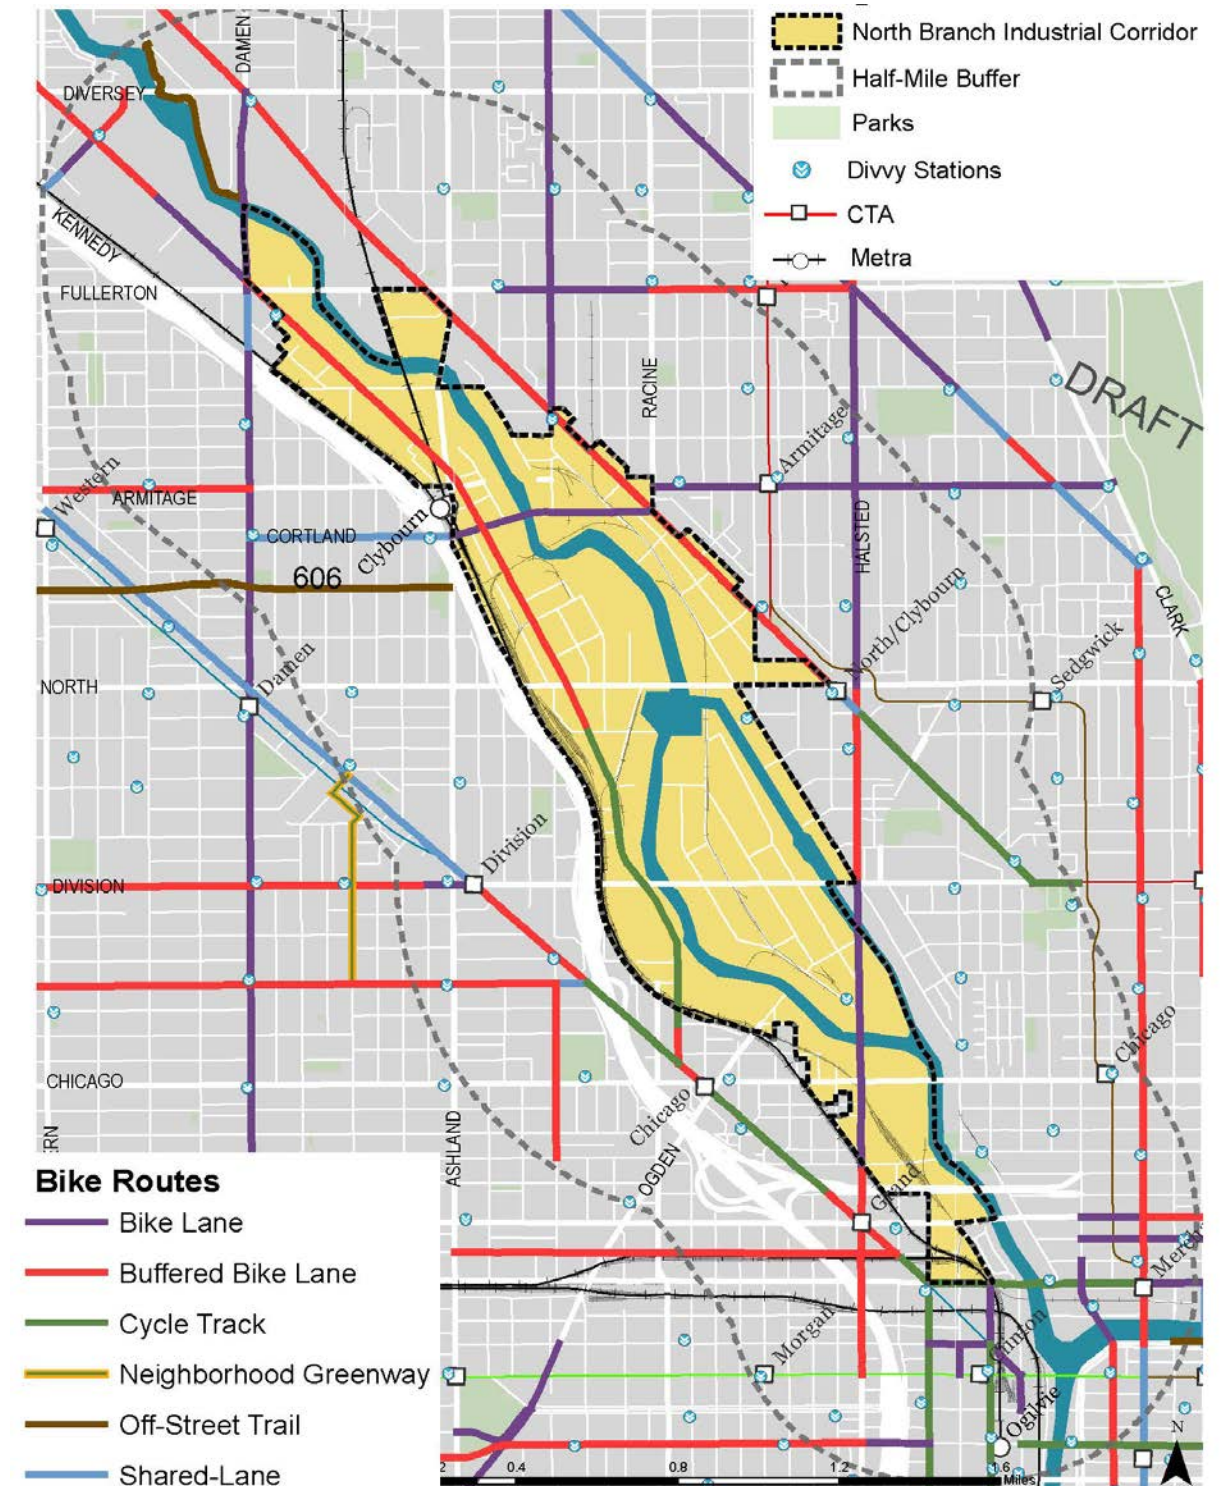 North Branch Industrial Corridor
Half-Mile Buffer
Parks
Divvy Stations
CTA
Metra
DAMEN
DIVERSEY
KENNEDY
FULLERTON
RACINE
DRAFT
Armitage
Western
ARMITAGE
CORTLAND
Clybourn
HALSTED
606
North/Clybourn
CLARK
Sedgwick
Damen
NORTH
Division
DIVISION
Chicago
CHICAGO
Chicago
ASHLAND
OGDEN
Grand
Morgan
Clinton
Ogilvie
Bike Routes
Bike Lane
Buffered Bike Lane
Cycle Track
Neighborhood Greenway
Off-Street Trail
Shared-Lane
0.4 0.8 1.2 1.6
Miles
N